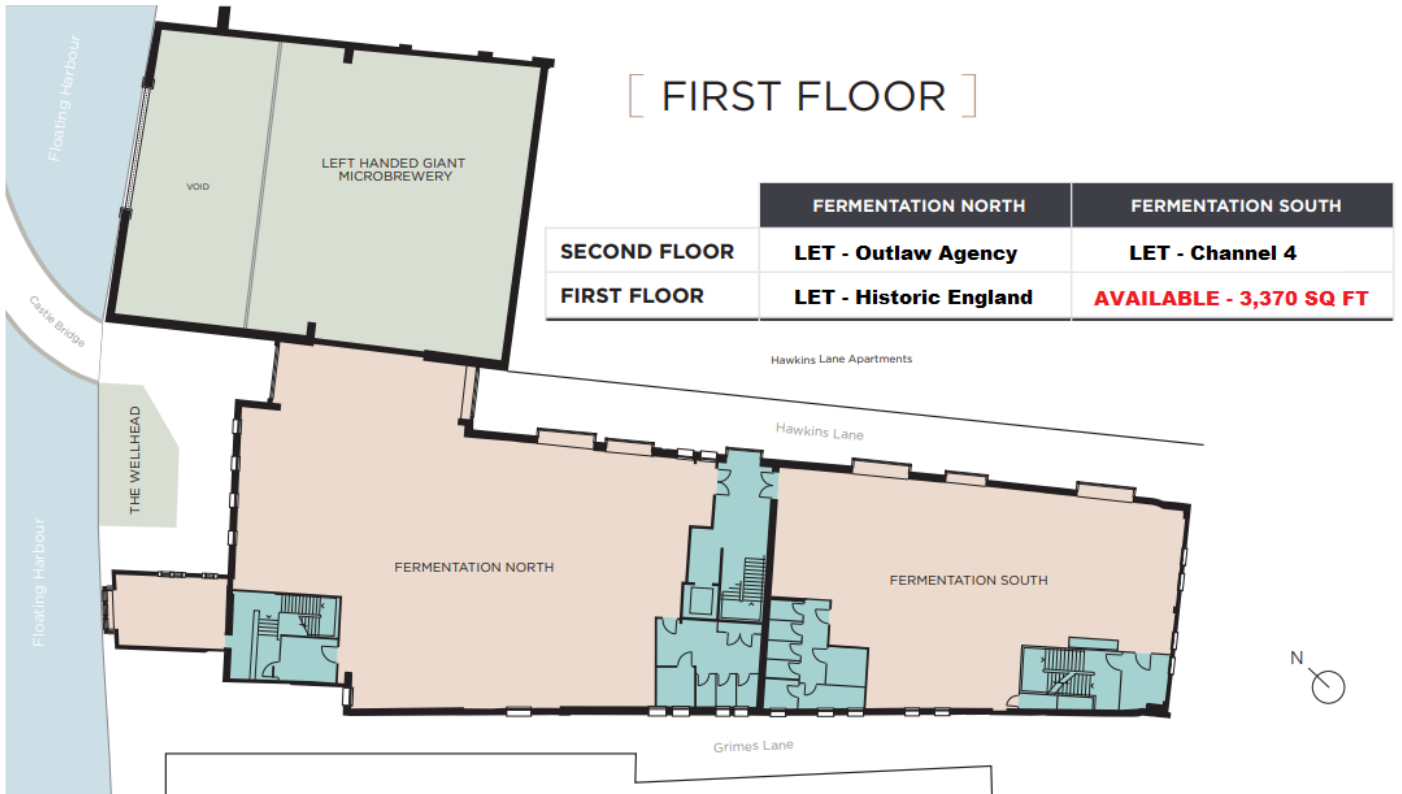 [ FIRST FLOOR ]
FERMENTATION NORTH FERMENTATION SOUTH
SECOND FLOOR LET - Outlaw Agency LET - Channel 4
FIRST FLOOR LET - Historic England AVAILABLE - 3,370 SQ FT
Floating Harbour
VOID
LEFT HANDED GIANT
MICROBREWERY
Castle Bridge
Hawkins Lane Apartments
Hawkins Lane
THE WELLHEAD
Floating Harbour
FERMENTATION NORTH
FERMENTATION SOUTH
N
Grimes Lane